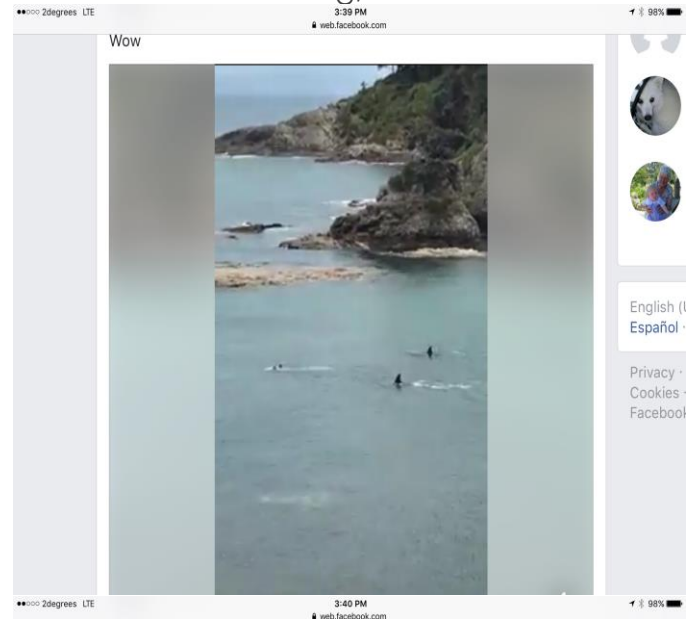 2degrees LTE 3:39 PM 98%
web.facebook.com
Wow
English (U
Español ·
Privacy ·
Cookies ·
Facebook
2degrees LTE 3:40 PM 98%
web.facebook.com